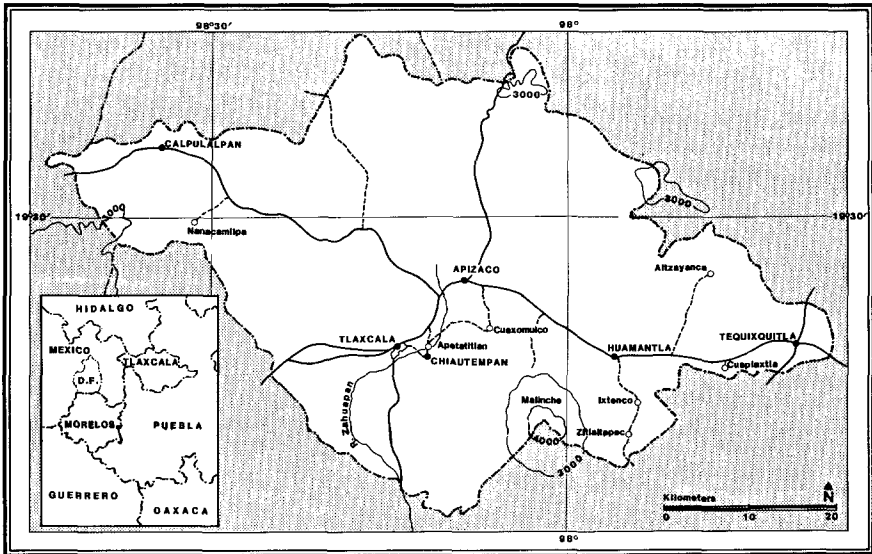 98°30'
98°
3000
CALPULALPAN
3000
19°30'
3000
19°30'
Nanacamilpa
Altzayanca
APIZACO
HIDALGO
Cuaxomulco
MEXICO
TLAXCALA
Apetatitlan
HUAMANTLA
TEQUIXQUITLA
TLAXCALA
CHIAUTEMPAN
Cuapiaxtla
D.F.
R. Zahuapan
Malinche
Ixtenco
MORELOS
PUEBLA
4000
Zitlaltepec
3000
GUERRERO
Kilometers
N
OAXACA
0 10 20
98°